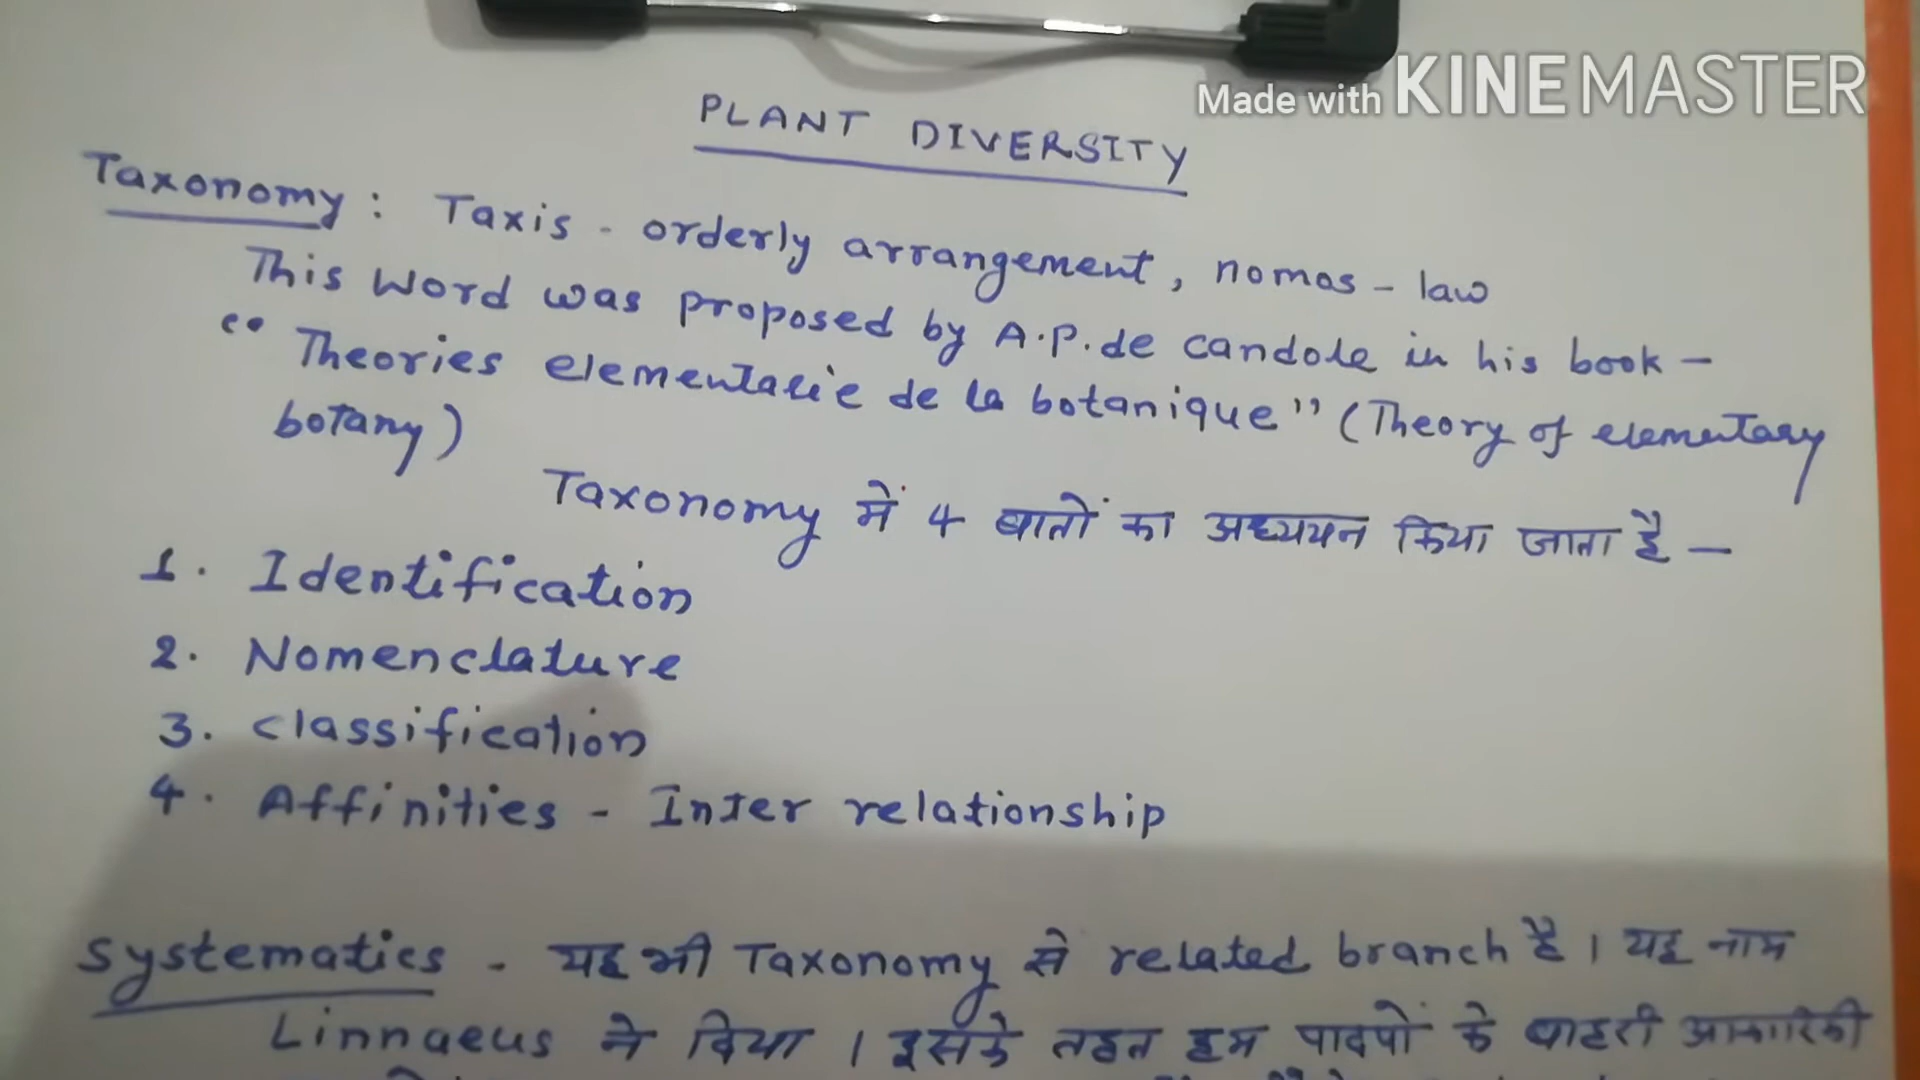 Made with KINEMASTER
PLANT DIVERSITY
Taxonomy : Taxis - orderly arrangement, nomos - law
This word was proposed by A.P. de candole in his book -
"Theories elementarie de la botanique" (Theory of elementary
botany)
Taxonomy में 4 बातों का अध्ययन किया जाता है -
1. Identification
2. Nomenclature
3. Classification
4. Affinities - Inter relationship
Systematics - यह भी Taxonomy से related branch है । यह नाम
Linnaeus ने दिया । इसके तहत हम पादपों के बाहरी आकारिकी